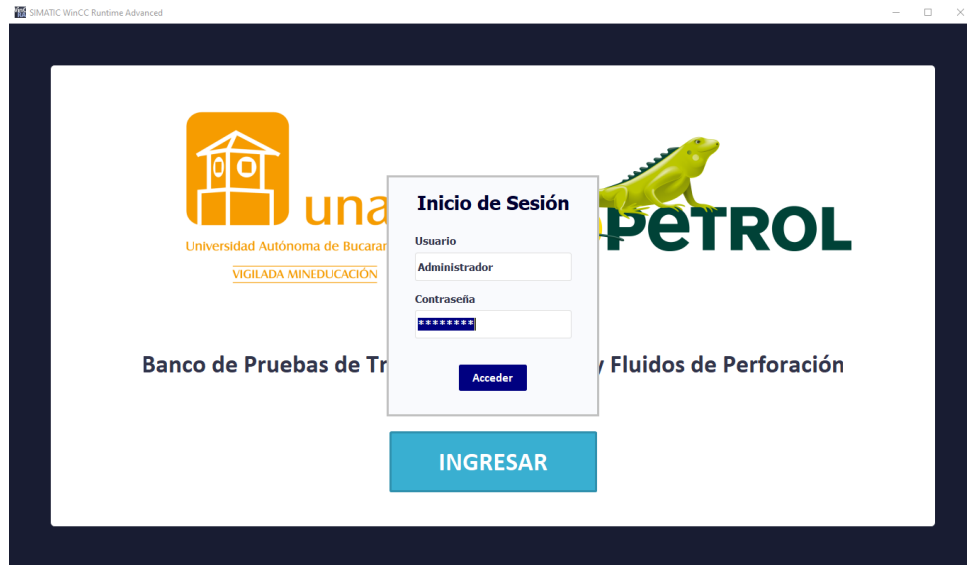 SIMATIC WinCC Runtime Advanced
una
Universidad Autónoma de Bucarar
VIGILADA MINEDUCACIÓN
PETROL
Inicio de Sesión
Usuario
Administrador
Contraseña
********
Acceder
Banco de Pruebas de Tr
y Fluidos de Perforación
INGRESAR